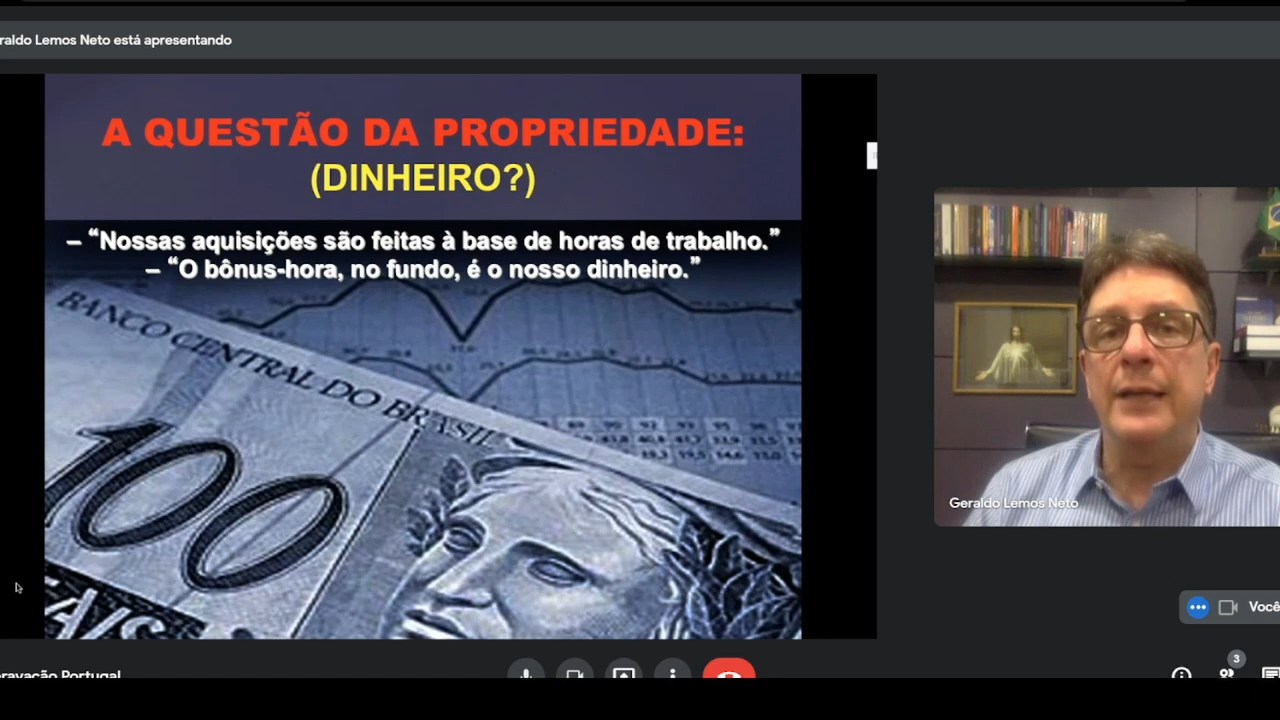 raldo Lemos Neto está apresentando
A QUESTÃO DA PROPRIEDADE:
(DINHEIRO?)
– “Nossas aquisições são feitas à base de horas de trabalho.”
– “O bônus-hora, no fundo, é o nosso dinheiro.”
BANCO CENTRAL DO BRASIL
100
Geraldo Lemos Neto
Você
3
Portugal